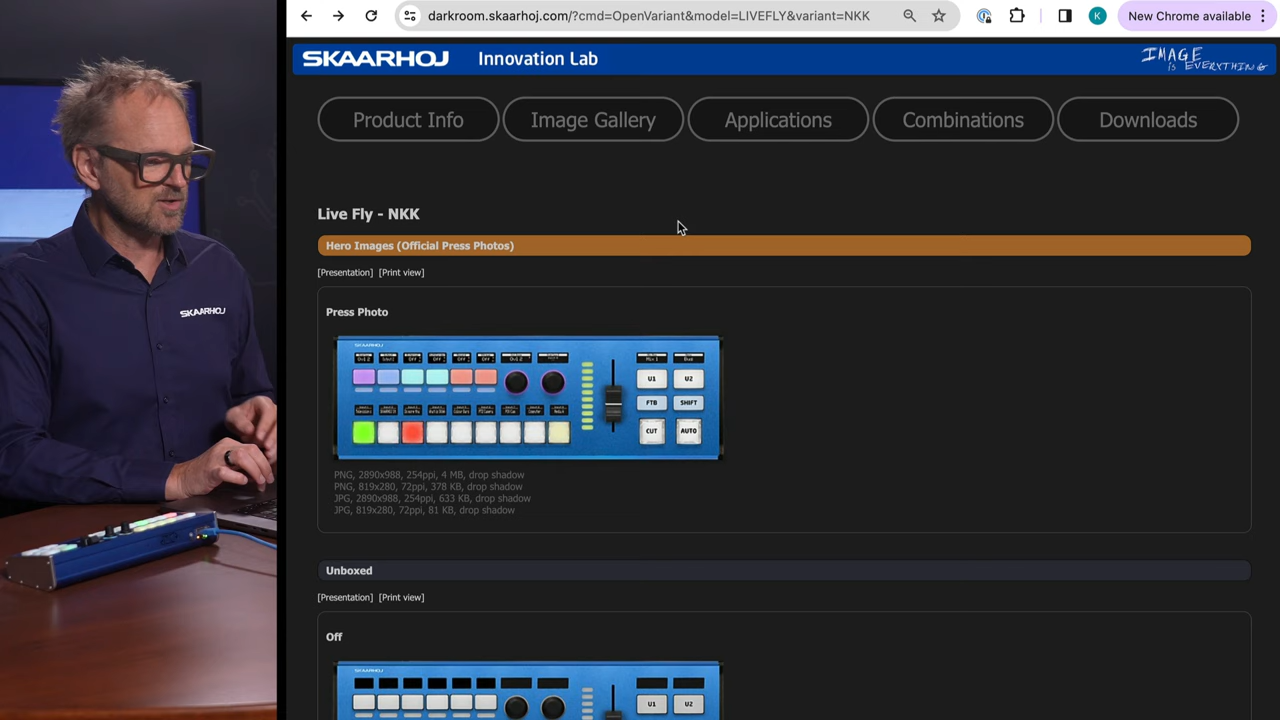 darkroom.skaarhoj.com/?cmd=OpenVariant&model=LIVEFLY&variant=NKK
K
New Chrome available
SKAARHOJ
Innovation Lab
IMAGE
IS EVERYTHING
Product Info
Image Gallery
Applications
Combinations
Downloads
Live Fly - NKK
Hero Images (Official Press Photos)
[Presentation] [Print view]
Press Photo
SKAARHOJ
U1
U2
FTB
SHIFT
CUT
AUTO
PNG, 2890x988, 254ppi, 4 MB, drop shadow
PNG, 819x280, 72ppi, 378 KB, drop shadow
JPG, 2890x988, 254ppi, 633 KB, drop shadow
JPG, 819x280, 72ppi, 81 KB, drop shadow
Unboxed
[Presentation] [Print view]
Off
SKAARHOJ
U1
U2
SKAARHOJ